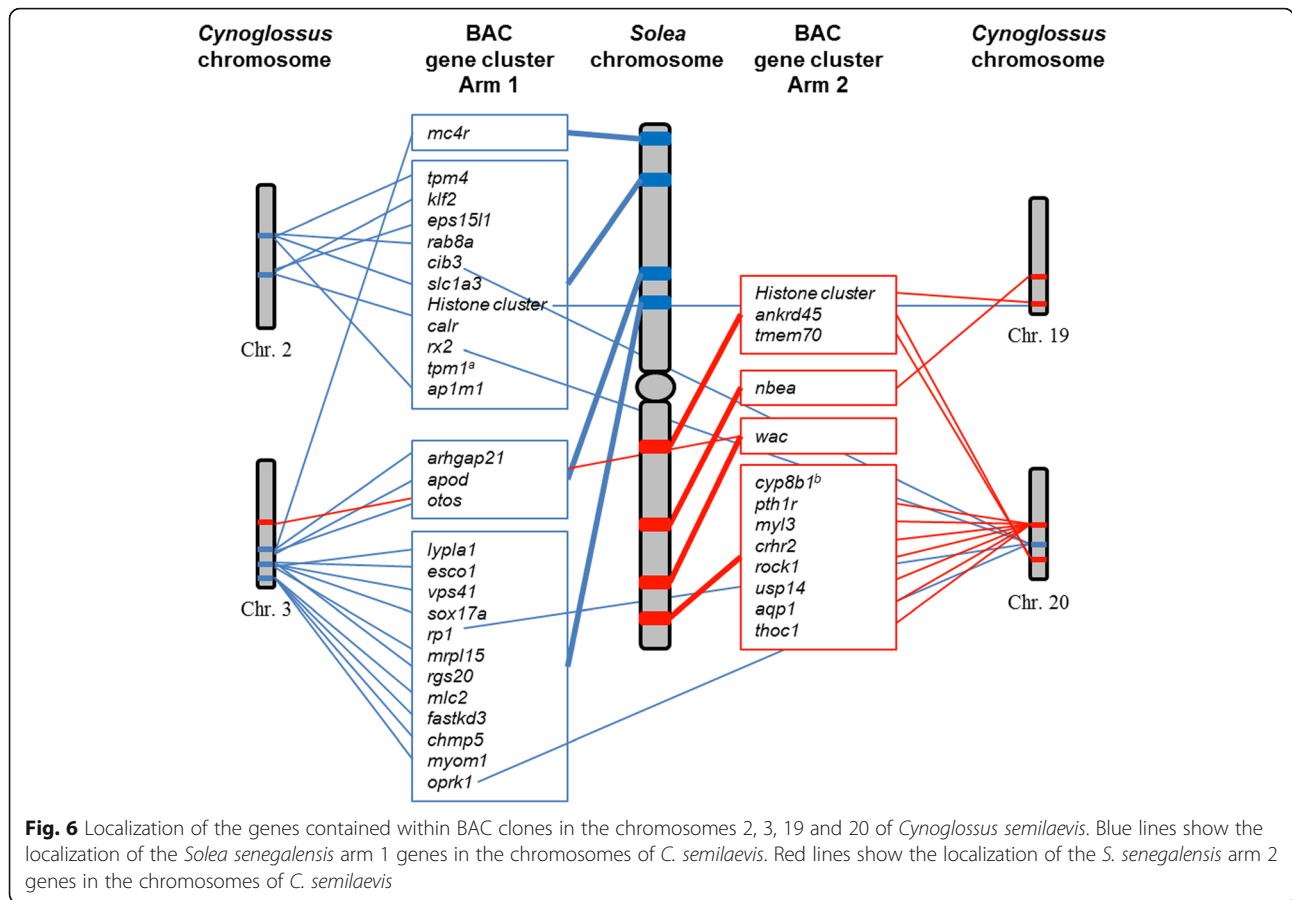 Cynoglossus
chromosome
BAC
gene cluster
Arm 1
Solea
chromosome
BAC
gene cluster
Arm 2
Cynoglossus
chromosome
Chr. 2
Chr. 3
mc4r
tpm4
klf2
eps15l1
rab8a
cib3
slc1a3
Histone cluster
calr
rx2
tpm1ᵃ
ap1m1
arhgap21
apod
otos
lypla1
esco1
vps41
sox17a
rp1
mrpl15
rgs20
mlc2
fastkd3
chmp5
myom1
oprk1
Histone cluster
ankrd45
tmem70
nbea
wac
cyp8b1ᵇ
pth1r
myl3
crhr2
rock1
usp14
aqp1
thoc1
Chr. 19
Chr. 20
Fig. 6 Localization of the genes contained within BAC clones in the chromosomes 2, 3, 19 and 20 of Cynoglossus semilaevis. Blue lines show the
localization of the Solea senegalensis arm 1 genes in the chromosomes of C. semilaevis. Red lines show the localization of the S. senegalensis arm 2
genes in the chromosomes of C. semilaevis